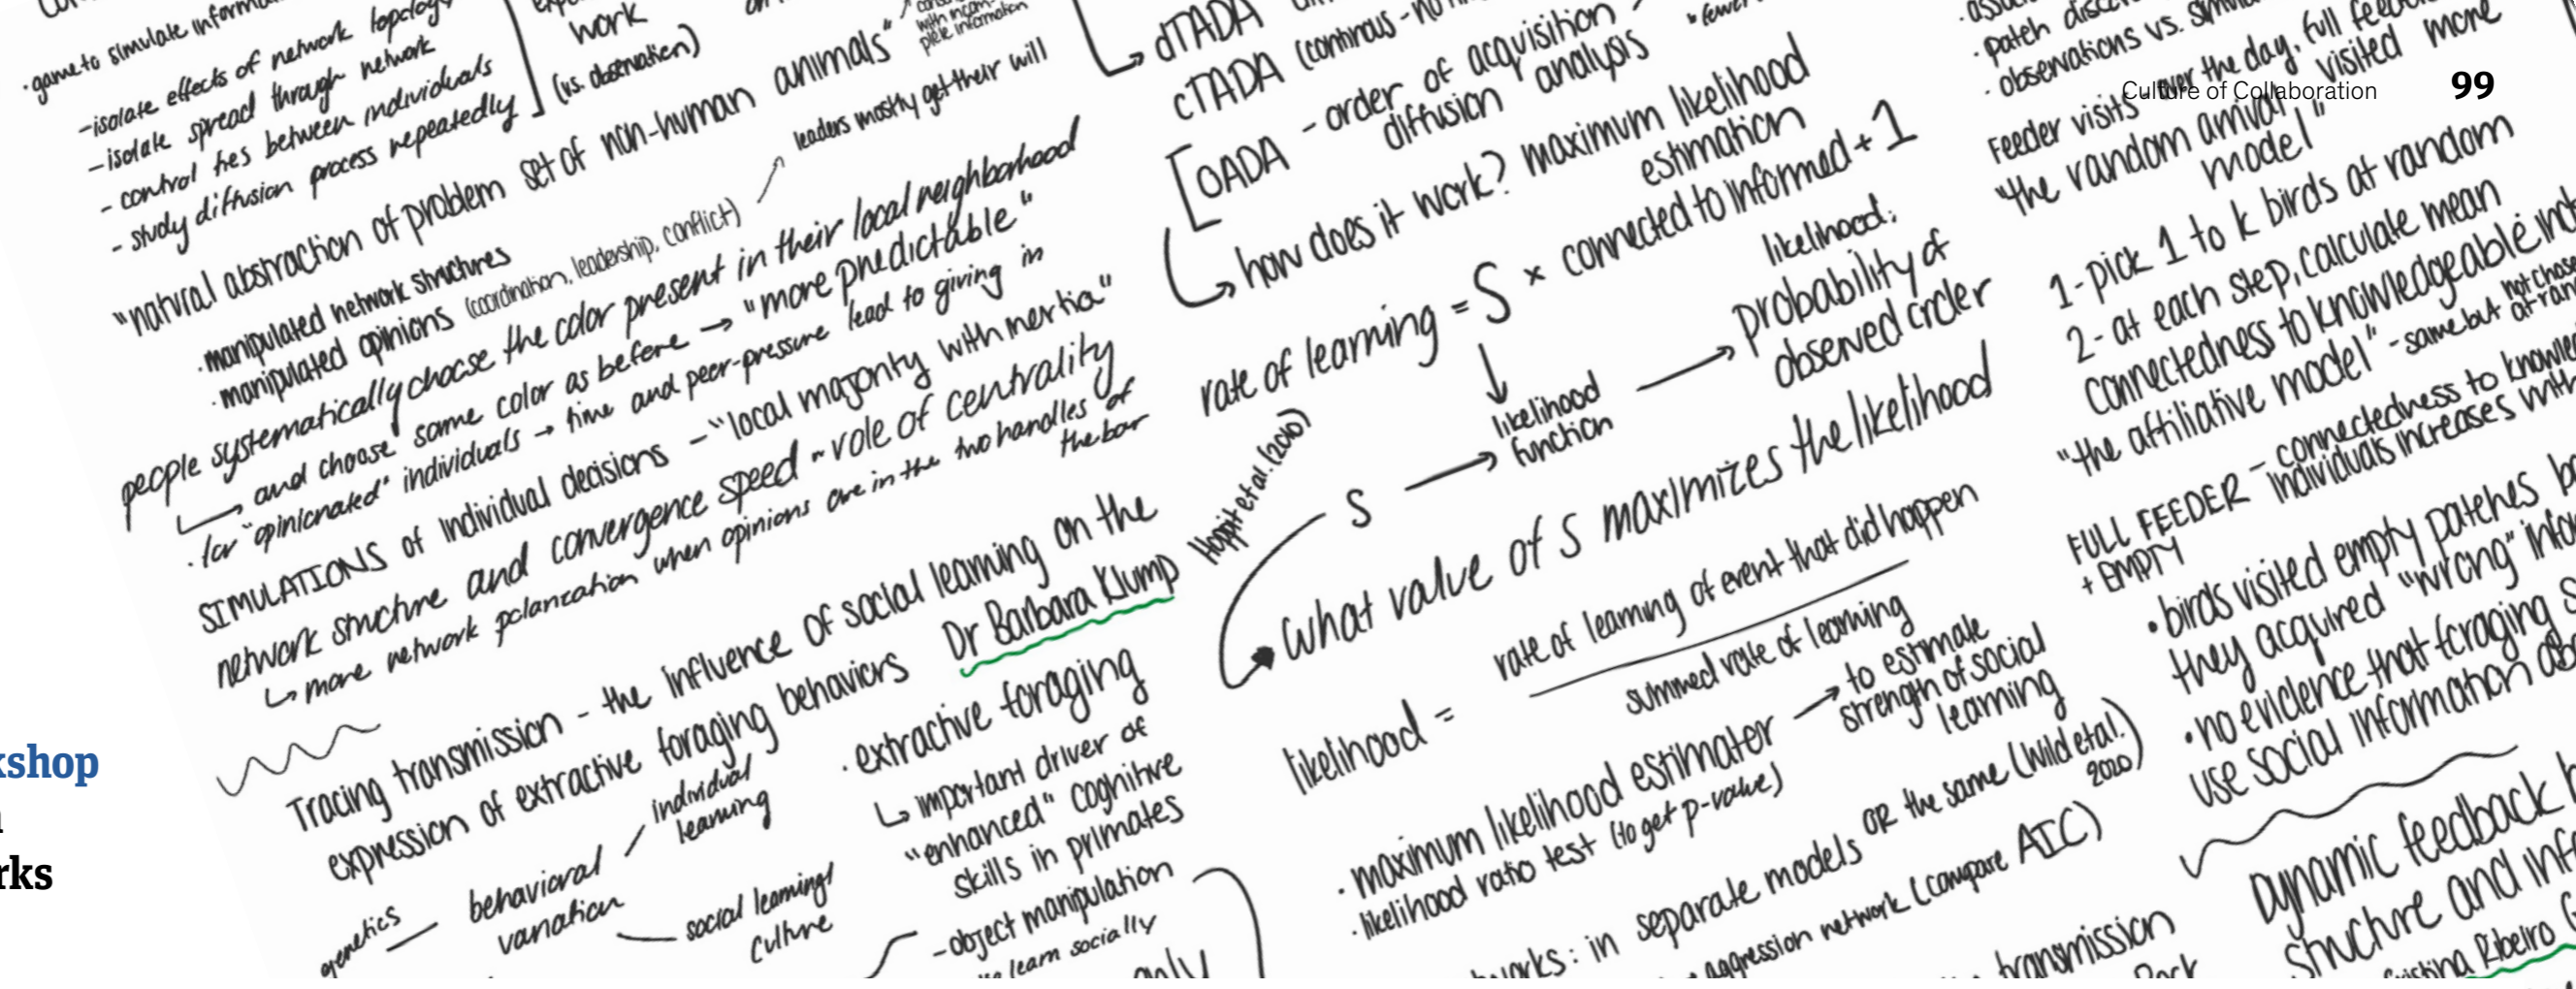 Culture of Collaboration
99
kshop
rks
· game to simulate
- isolate effects of network topology
- isolate spread through network
- control ties between individuals
- study diffusion process repeatedly
work
(vs. observation)
with incom-
plete information
"natural abstraction of problem set of non-human animals"
· manipulated network structures
· manipulated opinions (coordination, leadership, conflict)
leaders mostly get their will
people systematically choose the color present in their local neighborhood
and choose same color as before → "more predictable"
· for "opinionated" individuals → time and peer-pressure lead to giving in
SIMULATIONS of individual decisions - "local majority with inertia"
network structure and convergence speed ~ role of centrality
↳ more network polarization when opinions are in the two handles of
the bar
Tracing transmission - the influence of social learning on the
expression of extractive foraging behaviors Dr Barbara Klump
genetics
behavioral
variation
individual
learning
social learning/
culture
· extractive foraging
↳ important driver of
"enhanced" cognitive
skills in primates
- object manipulation
learn socially
only
↳ dTADA
cTADA (continous - no
[OADA - order of acquisition
diffusion analysis
↳ how does it work? maximum likelihood
estimation
rate of learning = S × connected to informed + 1
likelihood
function
likelihood:
probability of
observed order
Hoppit et al. (2010)
S
What value of S maximizes the likelihood
likelihood =
rate of learning of event that did happen
summed rate of learning
· maximum likelihood estimator → to estimate
strength of social
learning
· likelihood ratio test (to get p-value)
in separate models OR the same (Wild et al.
2020)
aggression network (compare AIC)
transmission
· patch
· observations vs.
Feeder visits over the day, full
visited more
"the random arrival
model"
1 - pick 1 to k birds at random
2 - at each step, calculate mean
connectedness to knowledgeable
"the affiliative model" - same but not
FULL FEEDER - connectedness to
+ EMPTY individuals increases
• birds visited empty patches
they acquired "wrong"
• no evidence that foraging
use social information
Dynamic feedback
structure and
Ribeiro